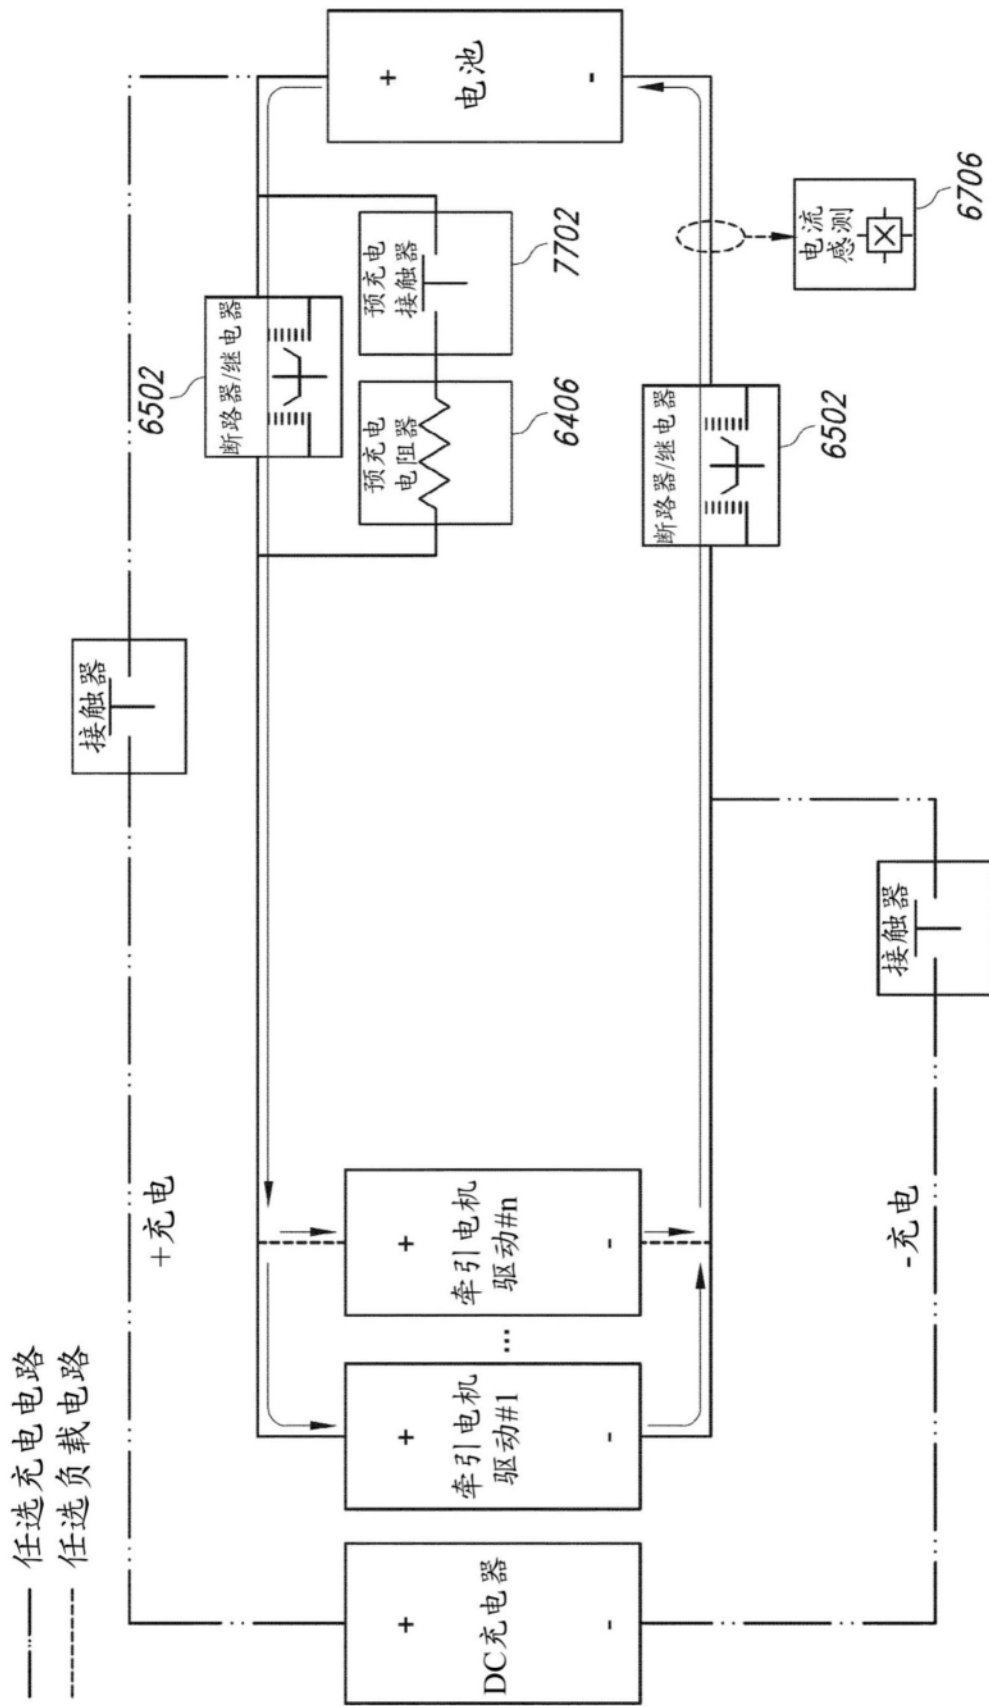 任选充电电路
任选负载电路
+充电
接触器
6502
断路器/继电器
预充电
接触器
7702
预充电
电阻器
6406
+
电池
-
电流
感测
6706
断路器/继电器
6502
接触器
-充电
+
牵引电机
驱动#n
-
...
+
牵引电机
驱动#1
-
+
DC充电器
-